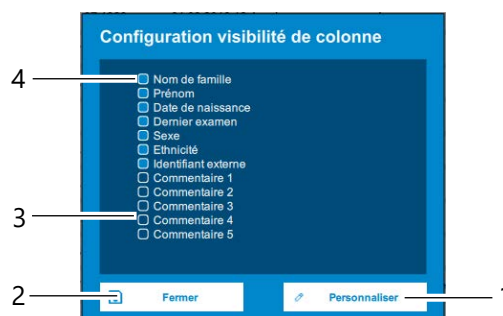 Configuration visibilité de colonne
4
Nom de famille
Prénom
Date de naissance
Dernier examen
Sexe
Ethnicité
Identifiant externe
Commentaire 1
Commentaire 2
Commentaire 3
3
Commentaire 4
Commentaire 5
2
Fermer
Personnaliser